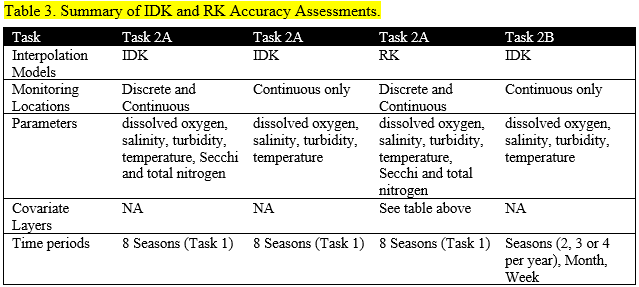 Table 3. Summary of IDK and RK Accuracy Assessments.
Task Task 2A Task 2A Task 2A Task 2B
Interpolation Models IDK IDK RK IDK
Monitoring Locations Discrete and Continuous Continuous only Discrete and Continuous Continuous only
Parameters dissolved oxygen, salinity, turbidity, temperature, Secchi and total nitrogen dissolved oxygen, salinity, turbidity, temperature dissolved oxygen, salinity, turbidity, temperature, Secchi and total nitrogen dissolved oxygen, salinity, turbidity, temperature
Covariate Layers NA NA See table above NA
Time periods 8 Seasons (Task 1) 8 Seasons (Task 1) 8 Seasons (Task 1) Seasons (2, 3 or 4 per year), Month, Week